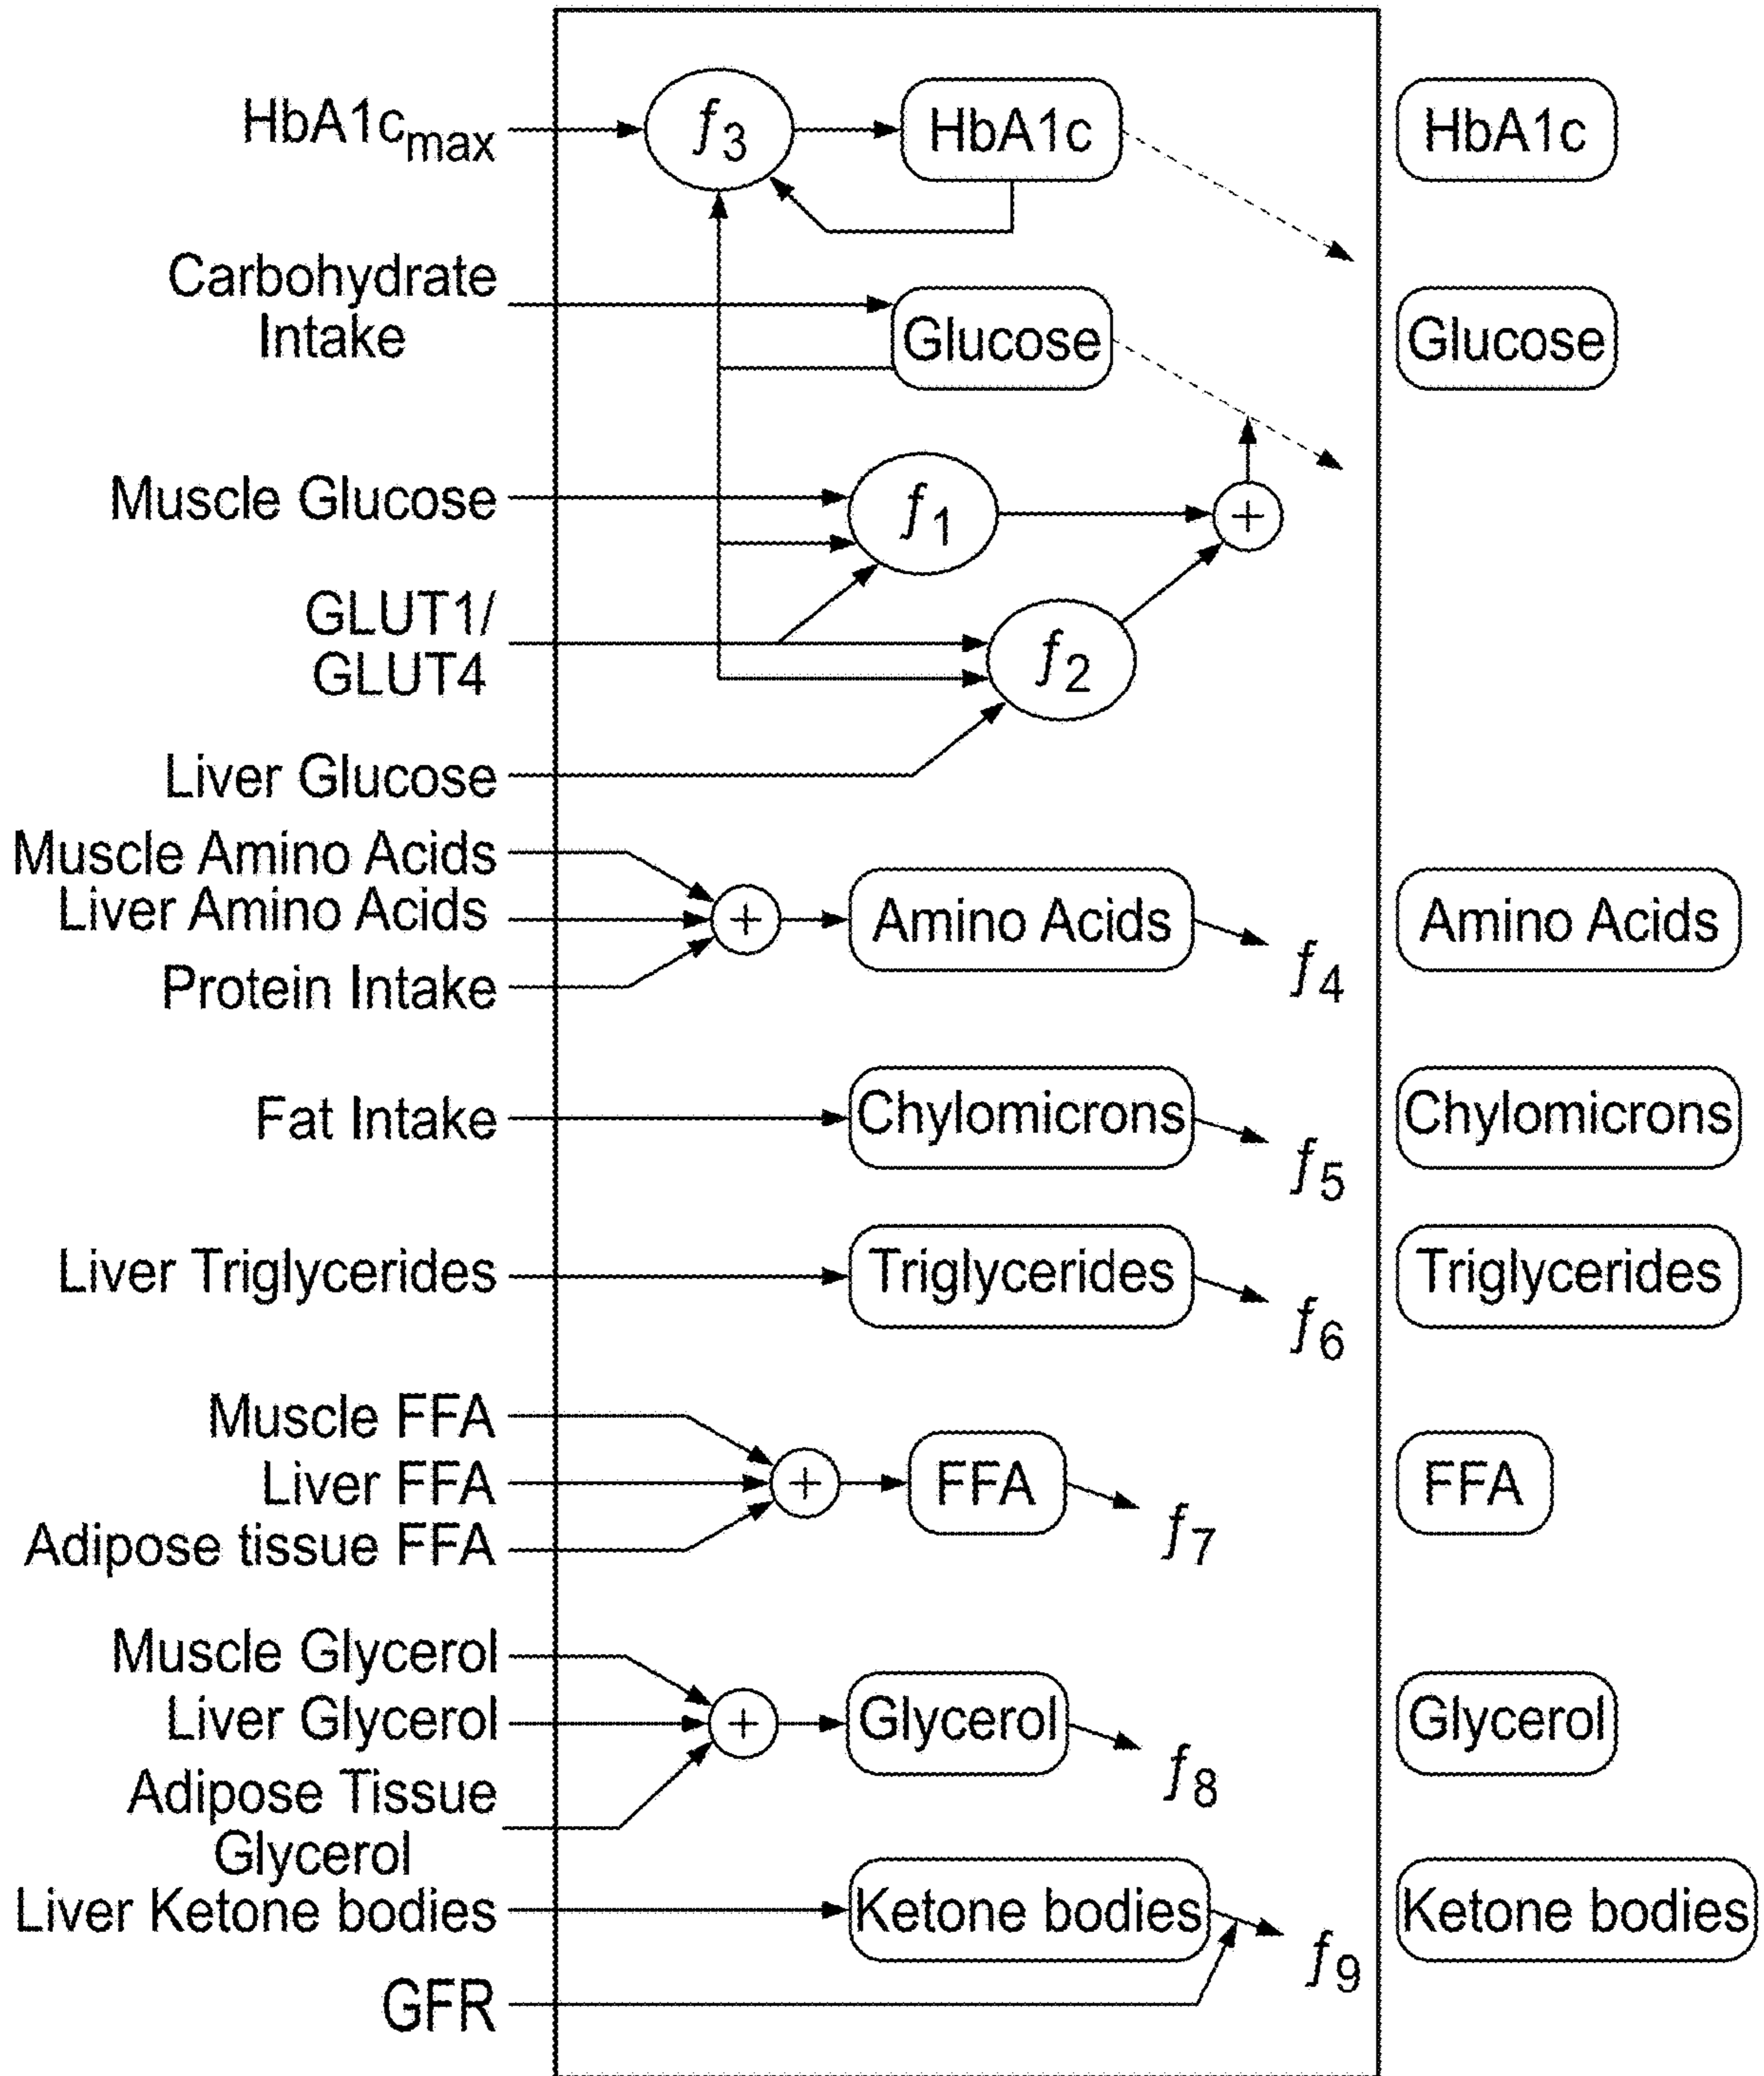 HbA1cmax
f3
HbA1c
HbA1c
Carbohydrate
Intake
Glucose
Glucose
Muscle Glucose
f1
+
GLUT1/
GLUT4
f2
Liver Glucose
Muscle Amino Acids
Liver Amino Acids
Protein Intake
+
Amino Acids
f4
Amino Acids
Fat Intake
Chylomicrons
f5
Chylomicrons
Liver Triglycerides
Triglycerides
f6
Triglycerides
Muscle FFA
Liver FFA
Adipose tissue FFA
+
FFA
f7
FFA
Muscle Glycerol
Liver Glycerol
Adipose Tissue
Glycerol
+
Glycerol
f8
Glycerol
Liver Ketone bodies
Ketone bodies
f9
Ketone bodies
GFR